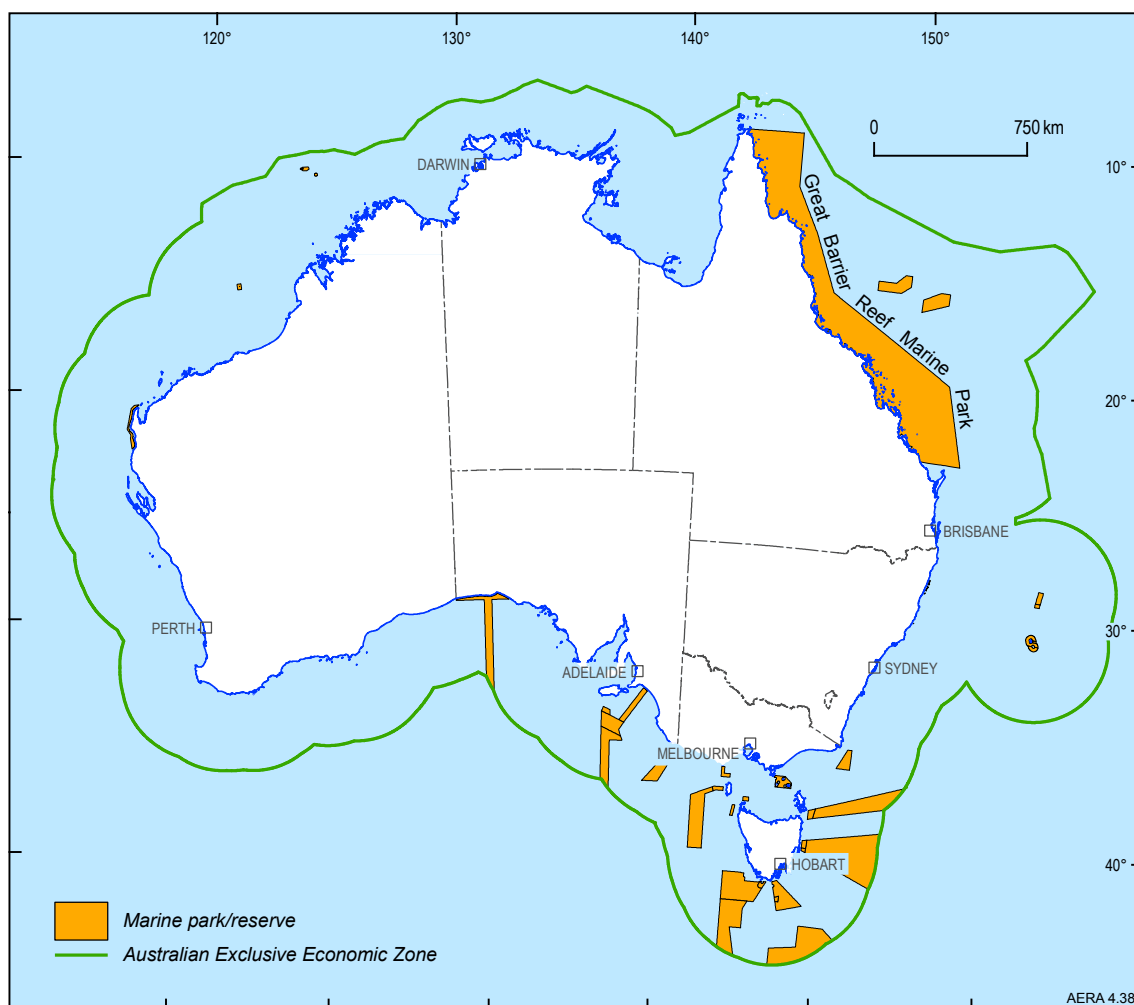 120°
130°
140°
150°
0
750 km
DARWIN
10°
Great Barrier Reef Marine Park
20°
BRISBANE
PERTH
30°
ADELAIDE
SYDNEY
MELBOURNE
HOBART
40°
Marine park/reserve
Australian Exclusive Economic Zone
AERA 4.38